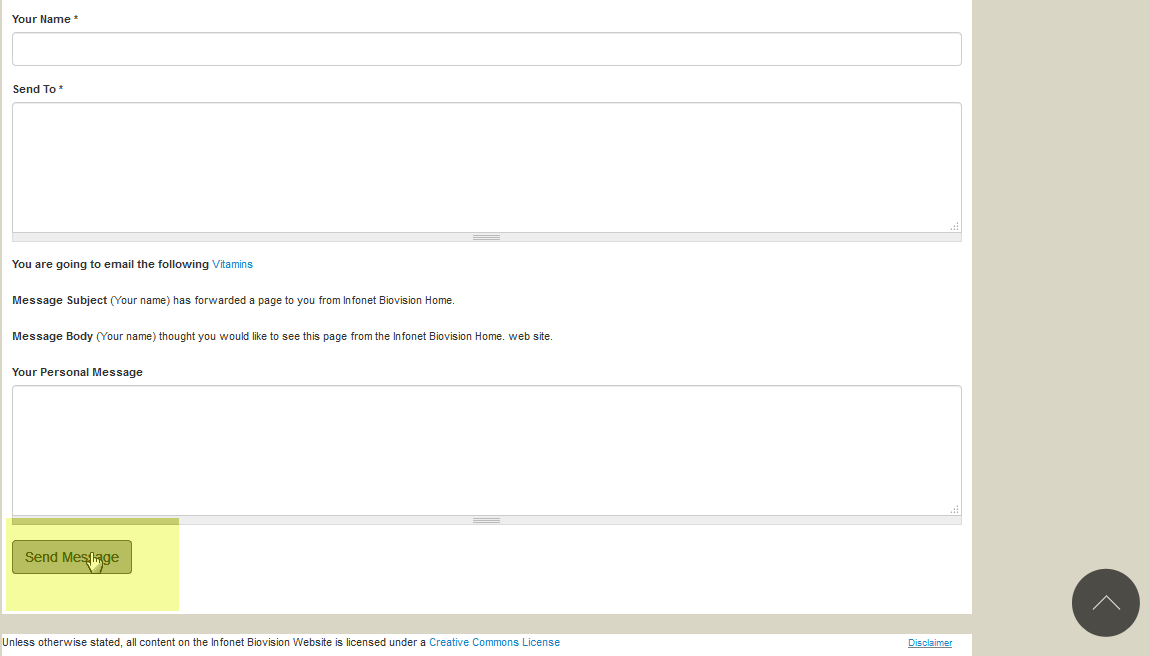 Your Name *
Send To *
You are going to email the following Vitamins
Message Subject (Your name) has forwarded a page to you from Infonet Biovision Home.
Message Body (Your name) thought you would like to see this page from the Infonet Biovision Home. web site.
Your Personal Message
Send Message
Unless otherwise stated, all content on the Infonet Biovision Website is licensed under a Creative Commons License Disclaimer